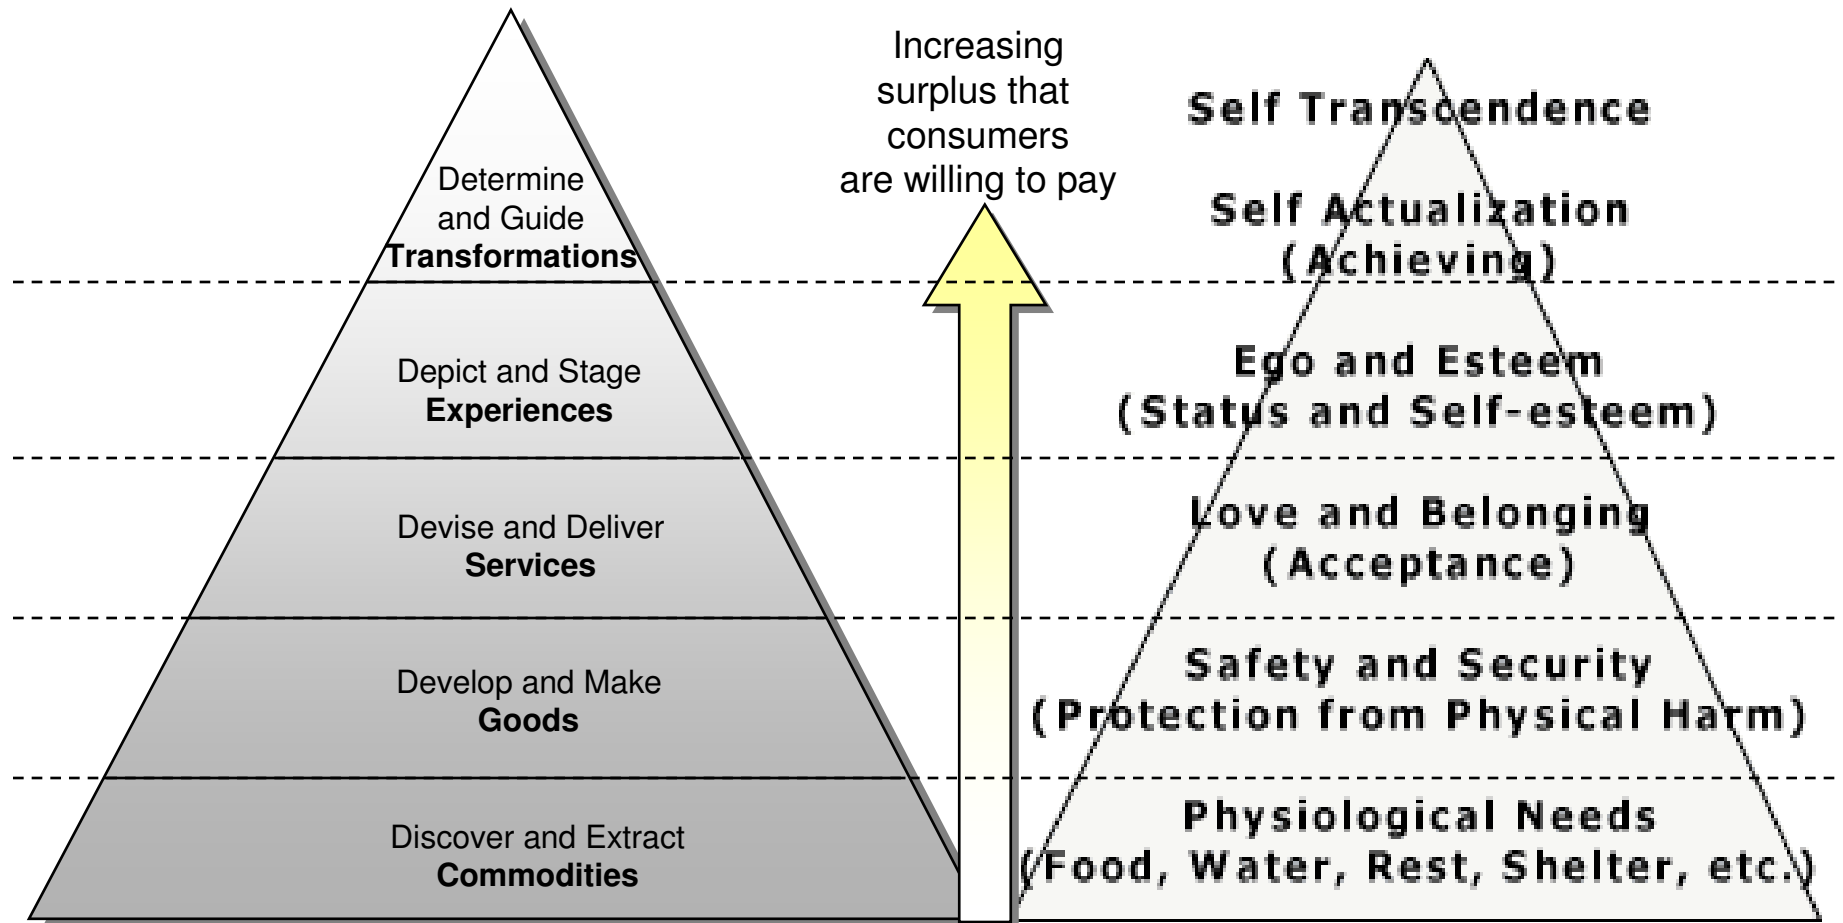 Determine
and Guide
Transformations
Depict and Stage
Experiences
Devise and Deliver
Services
Develop and Make
Goods
Discover and Extract
Commodities
Increasing
surplus that
consumers
are willing to pay
Self Transcendence
Self Actualization
(Achieving)
Ego and Esteem
(Status and Self-esteem)
Love and Belonging
(Acceptance)
Safety and Security
(Protection from Physical Harm)
Physiological Needs
(Food, Water, Rest, Shelter, etc.)